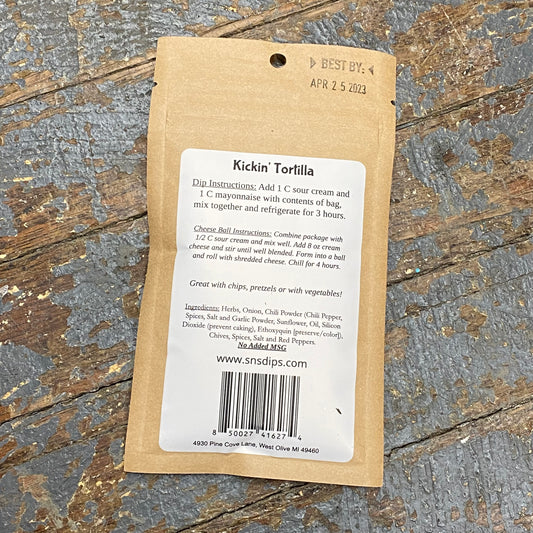 BEST BY:
APR 25 2023
Kickin' Tortilla
Dip Instructions: Add 1 C sour cream and
1 C mayonnaise with contents of bag,
mix together and refrigerate for 3 hours.
Cheese Ball Instructions: Combine package with
1/2 C sour cream and mix well. Add 8 oz cream
cheese and stir until well blended. Form into a ball
and roll with shredded cheese. Chill for 4 hours.
Great with chips, pretzels or with vegetables!
Ingredients: Herbs, Onion, Chili Powder (Chili Pepper,
Spices, Salt and Garlic Powder, Sunflower, Oil, Silicon
Dioxide (prevent caking), Ethoxyquin [preserve/color]),
Chives, Spices, Salt and Red Peppers.
No Added MSG
www.snsdips.com
8 50027 41627 4
4930 Pine Cove Lane, West Olive MI 49460